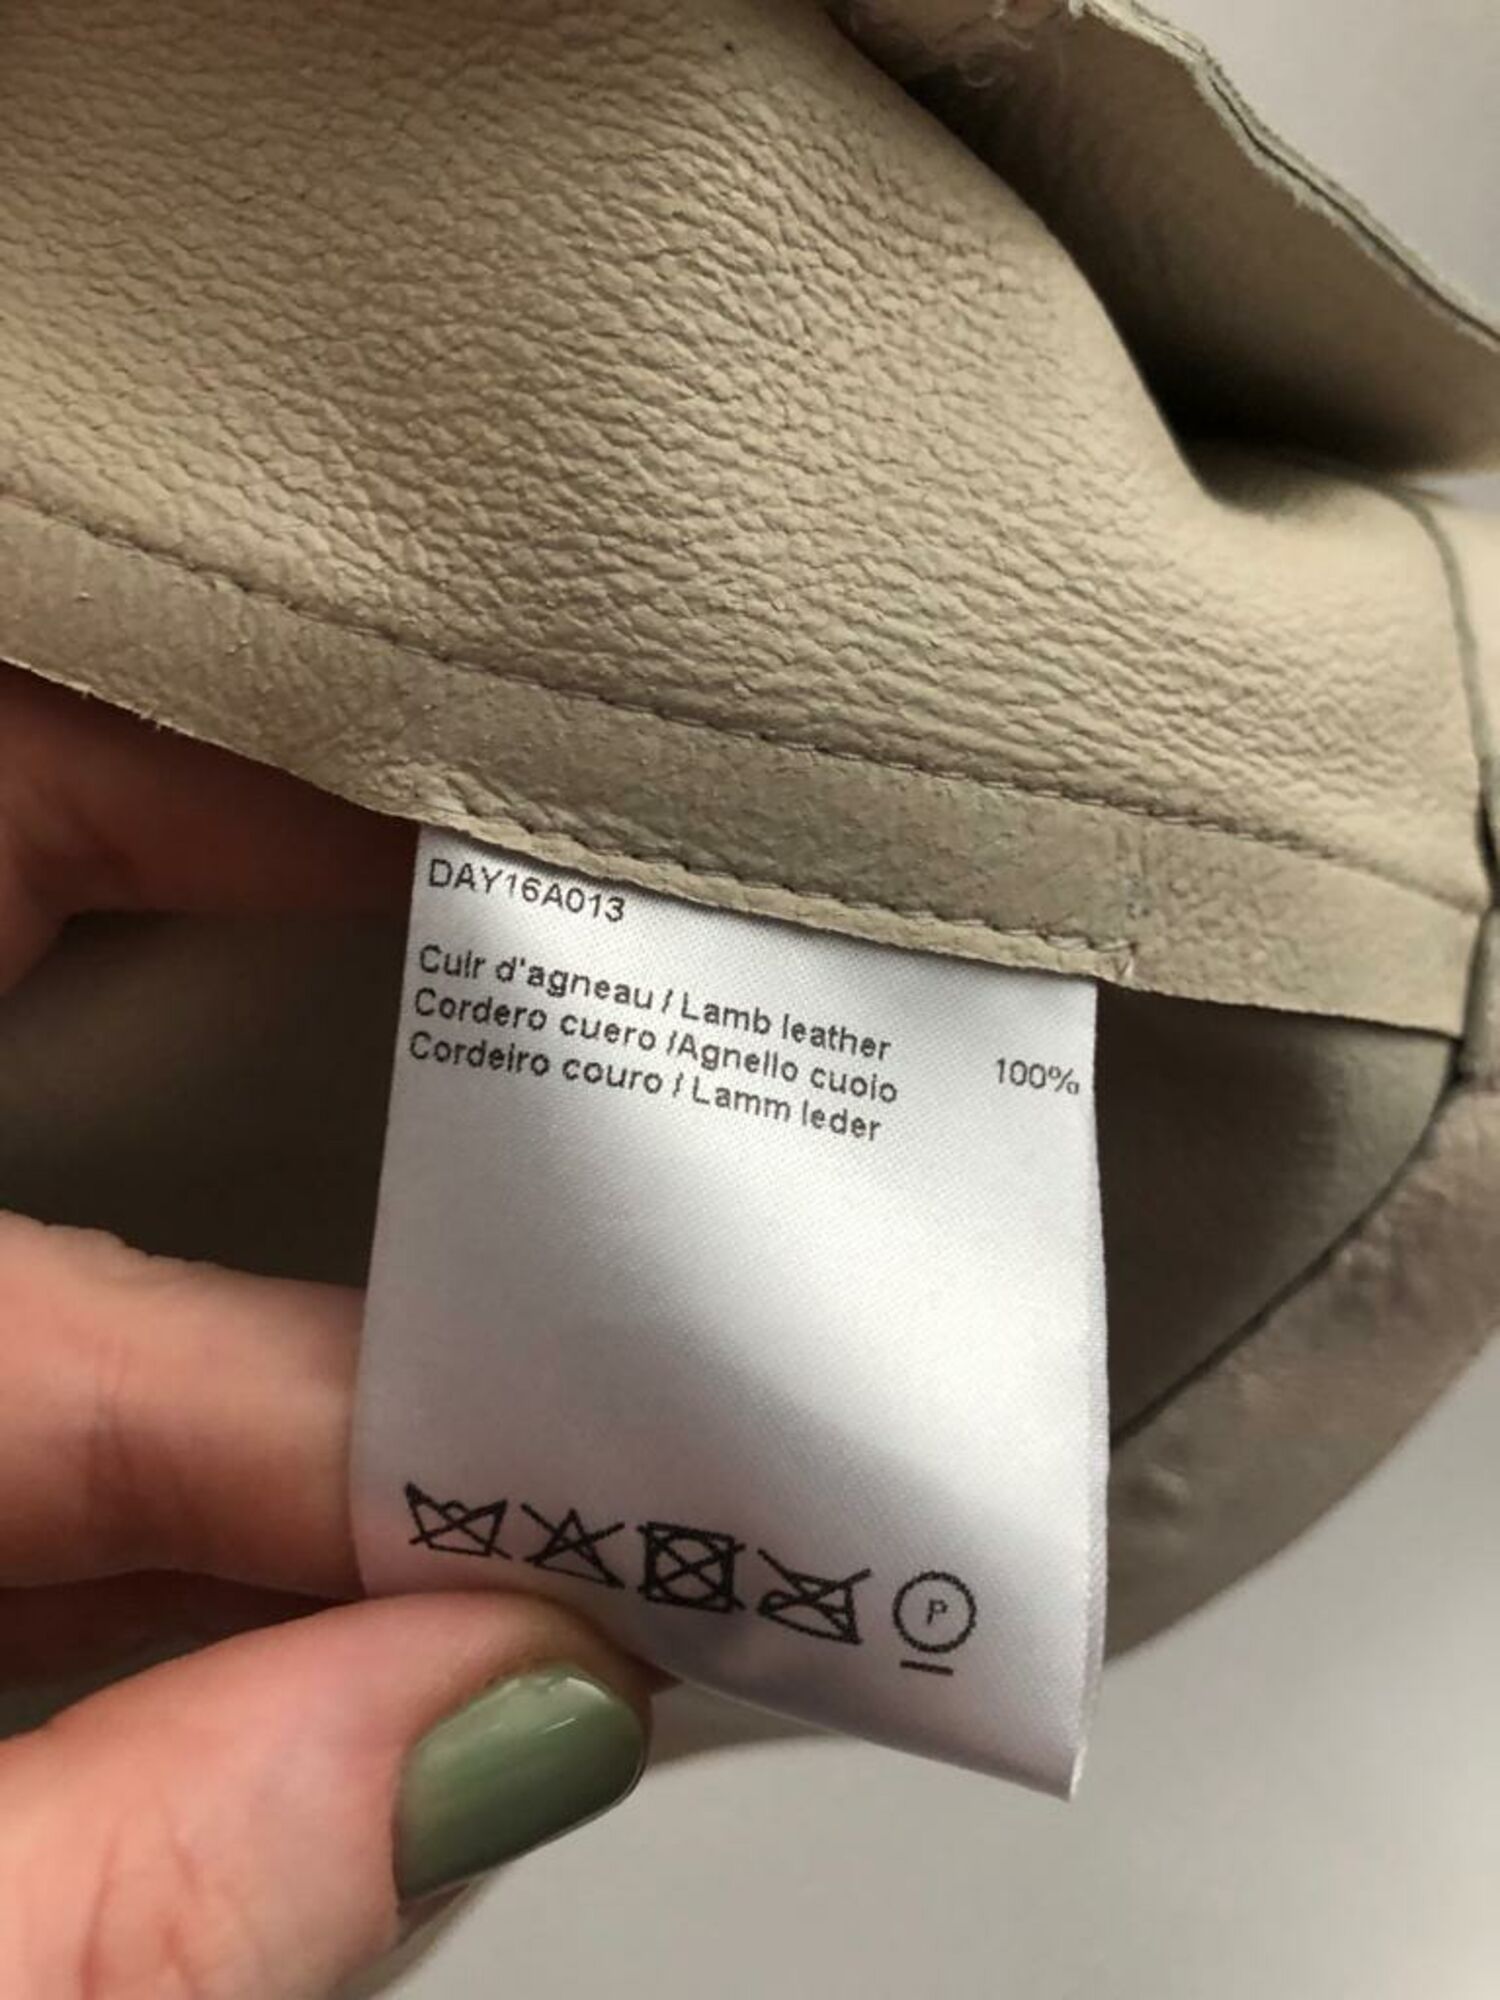 DAY16A013
Cuir d'agneau / Lamb leather
Cordero cuero /Agnello cuoio 100%
Cordeiro couro / Lamm leder
P